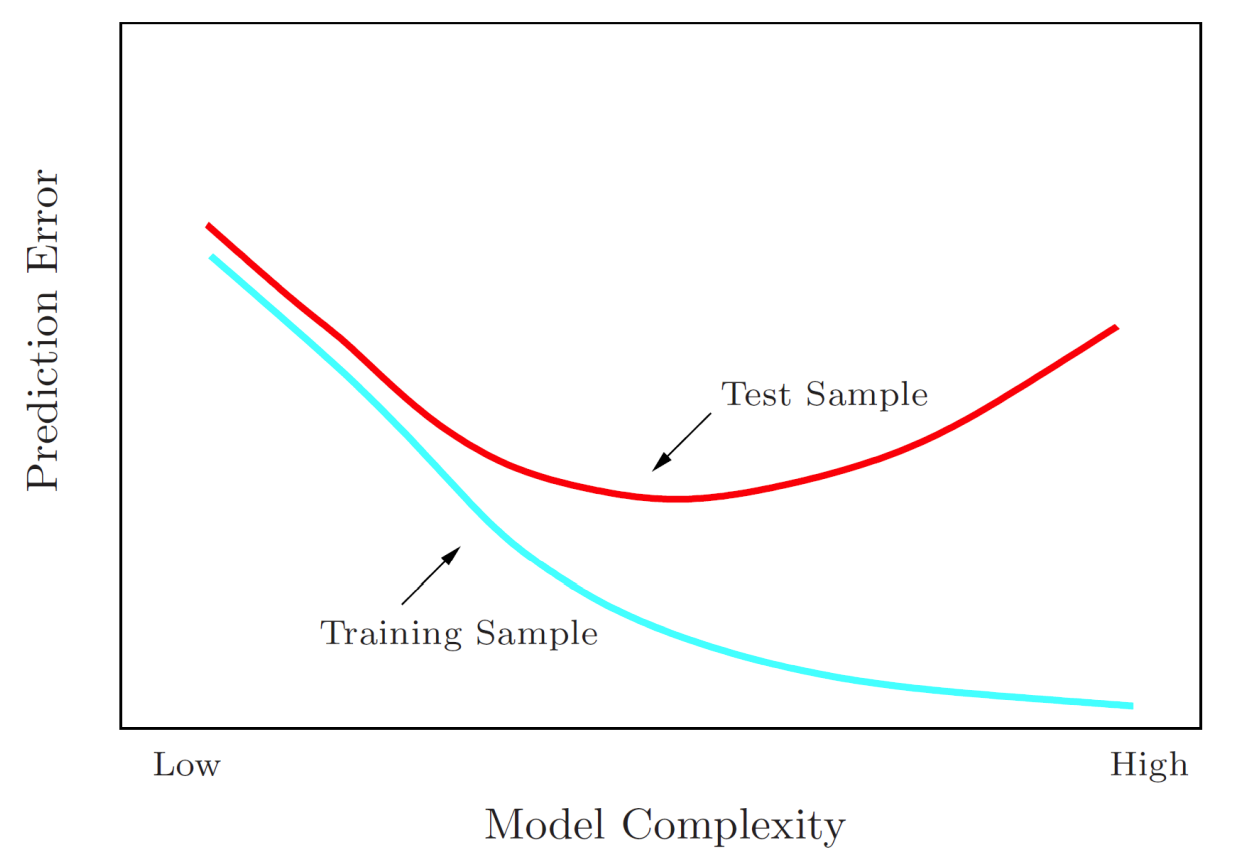 Prediction Error
Test Sample
Training Sample
Low
High
Model Complexity